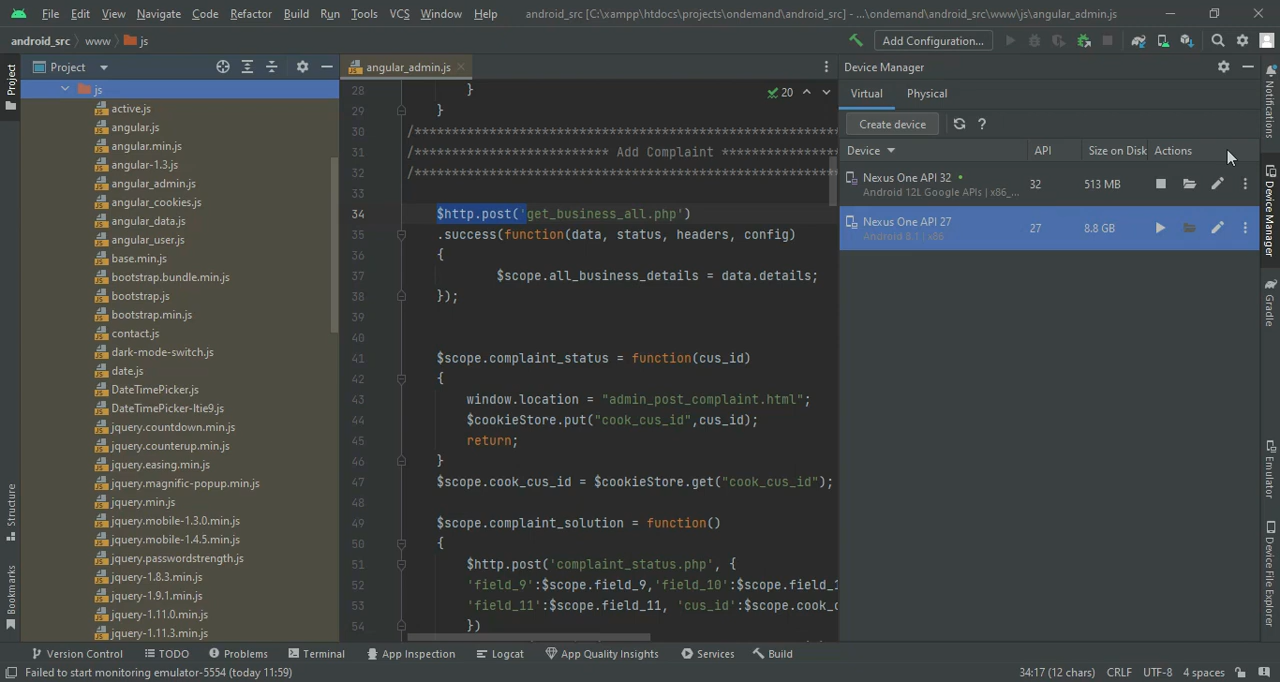 File Edit View Navigate Code Refactor Build Run Tools VCS Window Help android_src [C:\xampp\htdocs\projects\ondemand\android_src] - ...\ondemand\android_src\www\js\angular_admin.js
android_src www js Add Configuration...
Project
Project
angular_admin.js
Device Manager
Notifications
Device Manager
Gradle
Emulator
Device File Explorer
Structure
Bookmarks
js
active.js
angular.js
angular.min.js
angular-1.3.js
angular_admin.js
angular_cookies.js
angular_data.js
angular_user.js
base.min.js
bootstrap.bundle.min.js
bootstrap.js
bootstrap.min.js
contact.js
dark-mode-switch.js
date.js
DateTimePicker.js
DateTimePicker-ltie9.js
jquery.countdown.min.js
jquery.counterup.min.js
jquery.easing.min.js
jquery.magnific-popup.min.js
jquery.min.js
jquery.mobile-1.3.0.min.js
jquery.mobile-1.4.5.min.js
jquery.passwordstrength.js
jquery-1.8.3.min.js
jquery-1.9.1.min.js
jquery-1.11.0.min.js
jquery-1.11.3.min.js
20
28 }
29 }
30 /*********************************************************
31 /************************** Add Complaint ****************
32 /*********************************************************
33
34 $http.post('get_business_all.php')
35 .success(function(data, status, headers, config)
36 {
37 $scope.all_business_details = data.details;
38 });
39
40
41 $scope.complaint_status = function(cus_id)
42 {
43 window.location = "admin_post_complaint.html";
44 $cookieStore.put("cook_cus_id",cus_id);
45 return;
46 }
47 $scope.cook_cus_id = $cookieStore.get("cook_cus_id");
48
49 $scope.complaint_solution = function()
50 {
51 $http.post('complaint_status.php', {
52 'field_9':$scope.field_9,'field_10':$scope.field_1
53 'field_11':$scope.field_11, 'cus_id':$scope.cook_c
54 })
Virtual Physical
Create device ?
Device API Size on Disk Actions
Nexus One API 32 32 513 MB
Android 12L Google APIs | x86_...
Nexus One API 27 27 8.8 GB
Android 8.1 | x86
Version Control TODO Problems Terminal App Inspection Logcat App Quality Insights Services Build
Failed to start monitoring emulator-5554 (today 11:59) 34:17 (12 chars) CRLF UTF-8 4 spaces